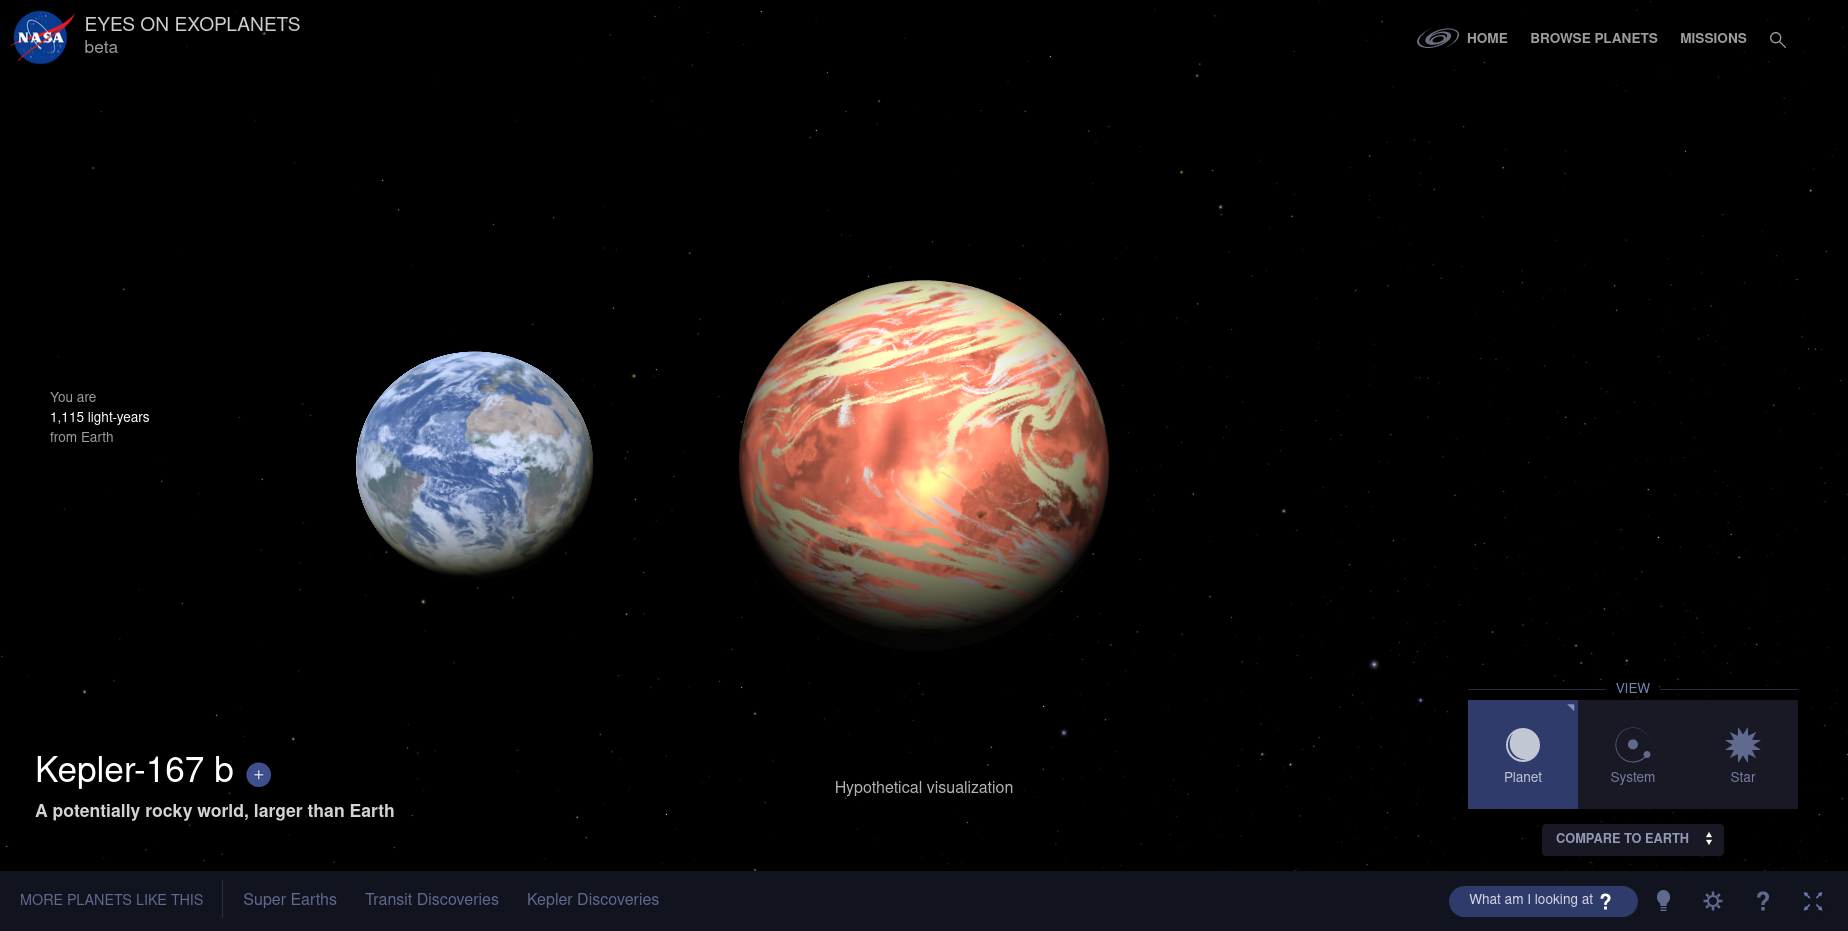 NASA
EYES ON EXOPLANETS
beta
HOME
BROWSE PLANETS
MISSIONS
You are
1,115 light-years
from Earth
Kepler-167 b +
A potentially rocky world, larger than Earth
Hypothetical visualization
VIEW
Planet
System
Star
COMPARE TO EARTH
MORE PLANETS LIKE THIS
Super Earths
Transit Discoveries
Kepler Discoveries
What am I looking at ?
?